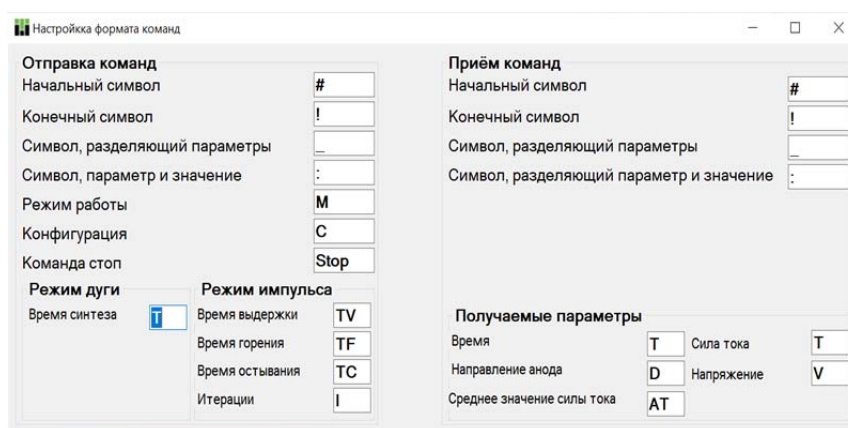 Настройкка формата команд
Отправка команд
Начальный символ #
Конечный символ !
Символ, разделяющий параметры _
Символ, параметр и значение :
Режим работы M
Конфигурация C
Команда стоп Stop
Режим дуги
Время синтеза T
Режим импульса
Время выдержки TV
Время горения TF
Время остывания TC
Итерации I
Приём команд
Начальный символ #
Конечный символ !
Символ, разделяющий параметры _
Символ, разделяющий параметр и значение :
Получаемые параметры
Время T Сила тока T
Направление анода D Напряжение V
Среднее значение силы тока AT